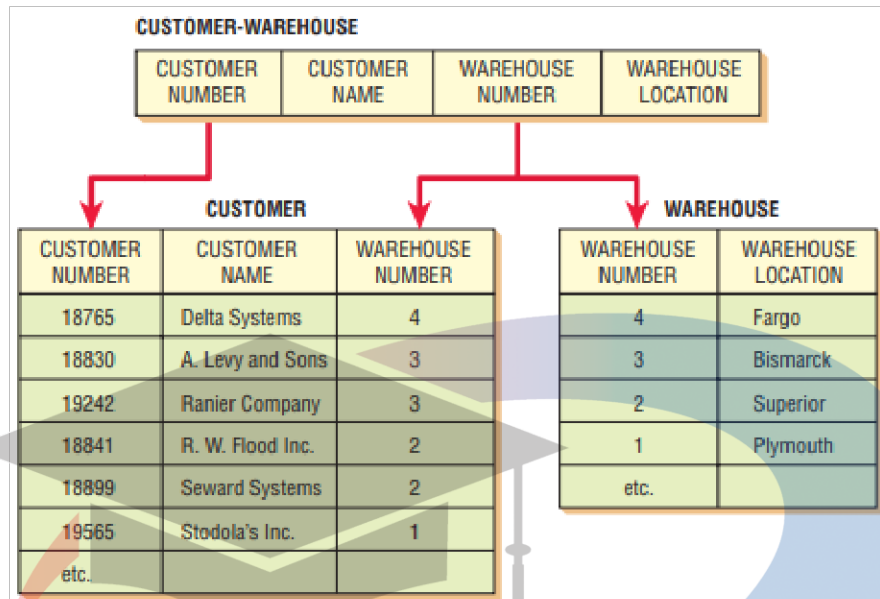 CUSTOMER-WAREHOUSE
CUSTOMER NUMBER CUSTOMER NAME WAREHOUSE NUMBER WAREHOUSE LOCATION
CUSTOMER
CUSTOMER NUMBER CUSTOMER NAME WAREHOUSE NUMBER
18765 Delta Systems 4
18830 A. Levy and Sons 3
19242 Ranier Company 3
18841 R. W. Flood Inc. 2
18899 Seward Systems 2
19565 Stodola's Inc. 1
etc.
WAREHOUSE
WAREHOUSE NUMBER WAREHOUSE LOCATION
4 Fargo
3 Bismarck
2 Superior
1 Plymouth
etc.